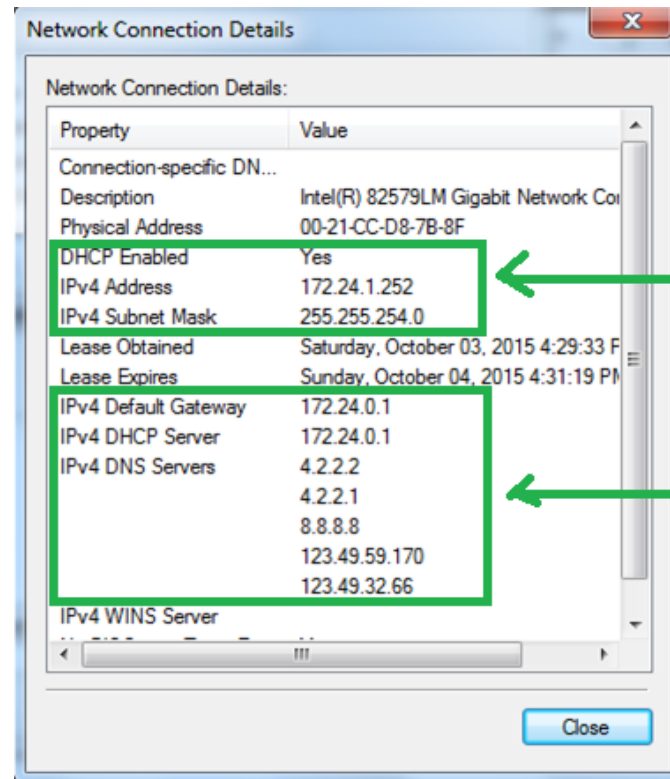 Network Connection Details
Network Connection Details:
Property Value
Connection-specific DN...
Description Intel(R) 82579LM Gigabit Network Con
Physical Address 00-21-CC-D8-7B-8F
DHCP Enabled Yes
IPv4 Address 172.24.1.252
IPv4 Subnet Mask 255.255.254.0
Lease Obtained Saturday, October 03, 2015 4:29:33 P
Lease Expires Sunday, October 04, 2015 4:31:19 PM
IPv4 Default Gateway 172.24.0.1
IPv4 DHCP Server 172.24.0.1
IPv4 DNS Servers 4.2.2.2
4.2.2.1
8.8.8.8
123.49.59.170
123.49.32.66
IPv4 WINS Server
Close